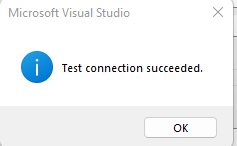 Microsoft Visual Studio
Test connection succeeded.
OK